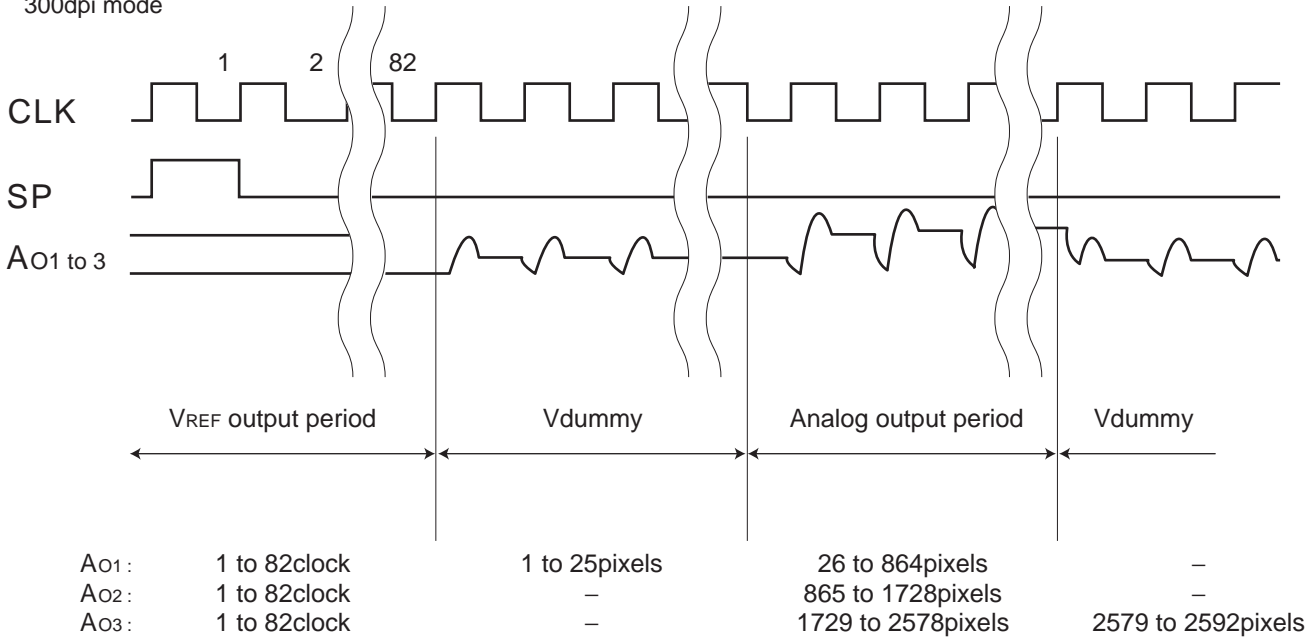 300dpi mode
1 2 82
CLK
SP
AO1 to 3
VREF output period Vdummy Analog output period Vdummy
AO1 : 1 to 82clock 1 to 25pixels 26 to 864pixels –
AO2 : 1 to 82clock – 865 to 1728pixels –
AO3 : 1 to 82clock – 1729 to 2578pixels 2579 to 2592pixels